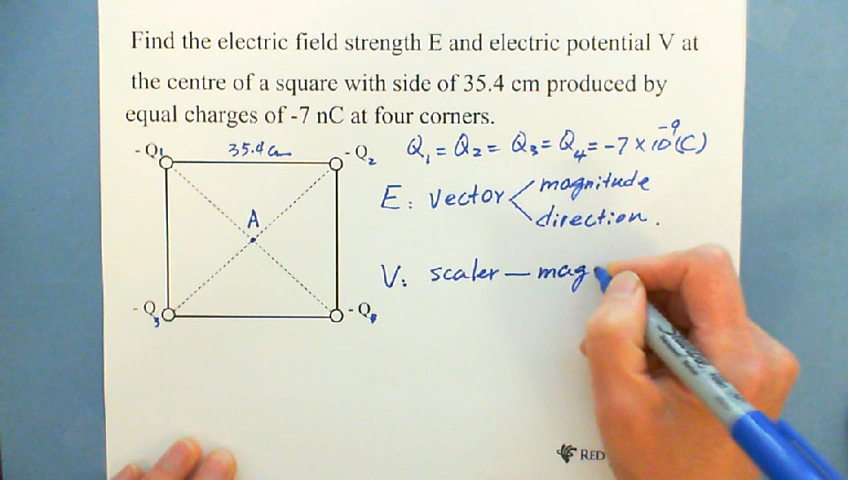 Find the electric field strength E and electric potential V at
the centre of a square with side of 35.4 cm produced by
equal charges of -7 nC at four corners.
- Q1 35.4 cm - Q2 Q1 = Q2 = Q3 = Q4 = -7 × 10^-9 (C)
E: vector magnitude
direction.
A
V: scaler — mag
- Q3 - Q4
RED